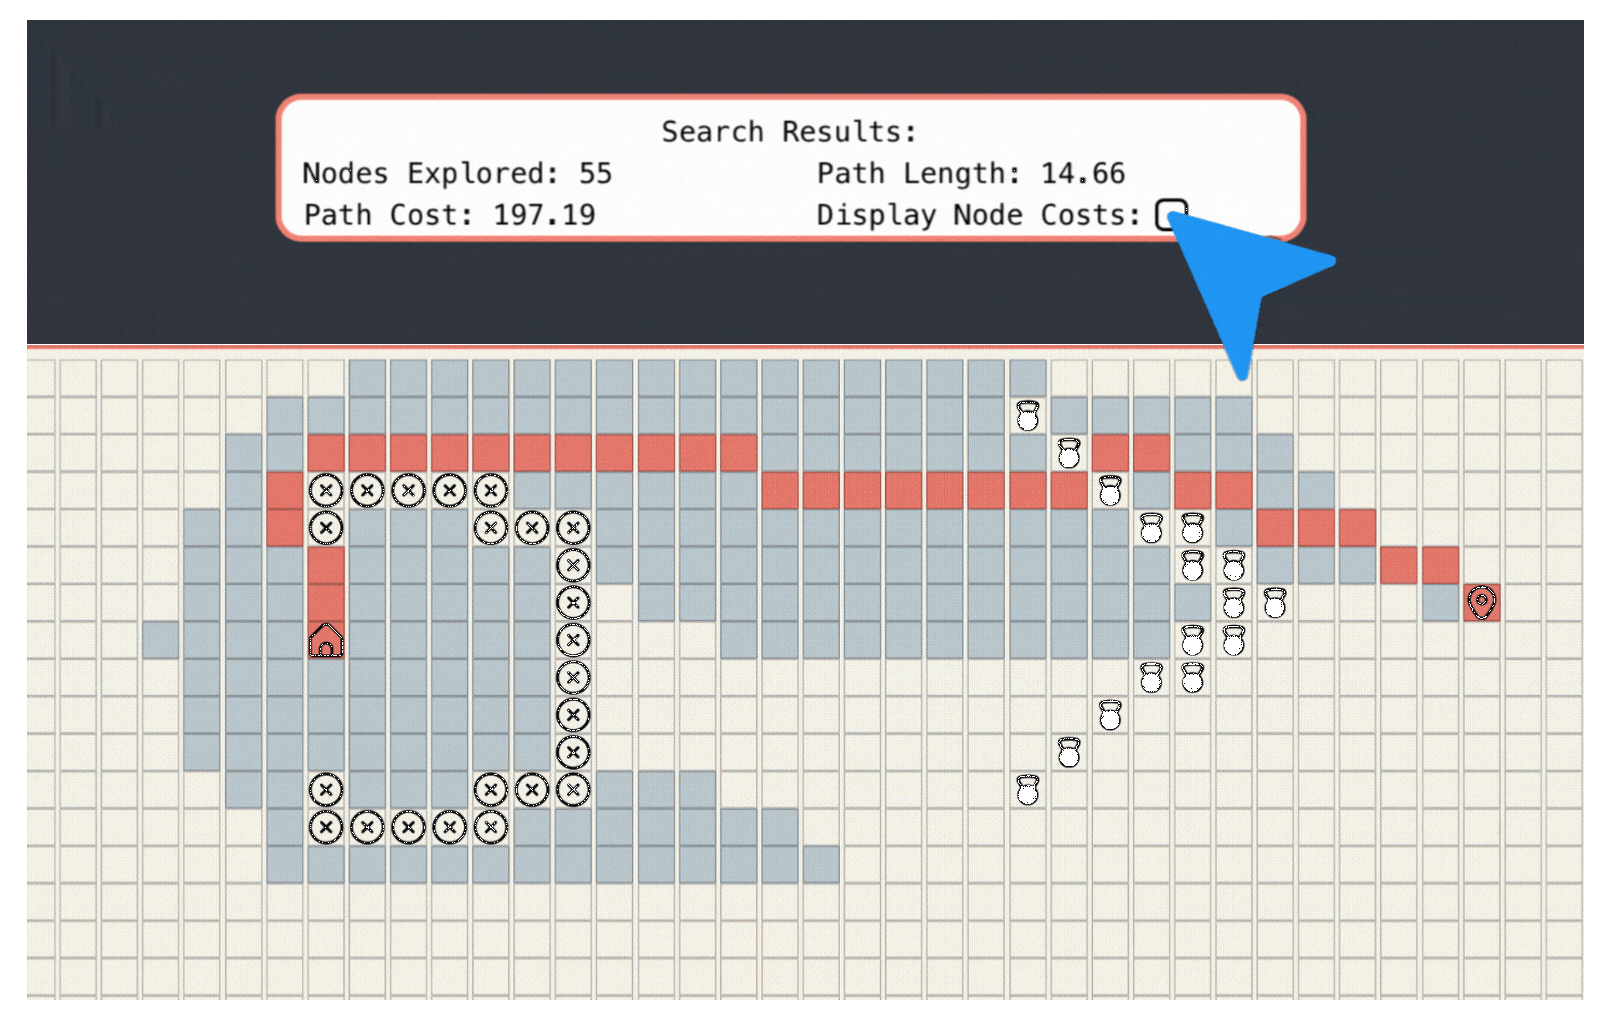 Search Results:
Nodes Explored: 55
Path Length: 14.66
Path Cost: 197.19
Display Node Costs: